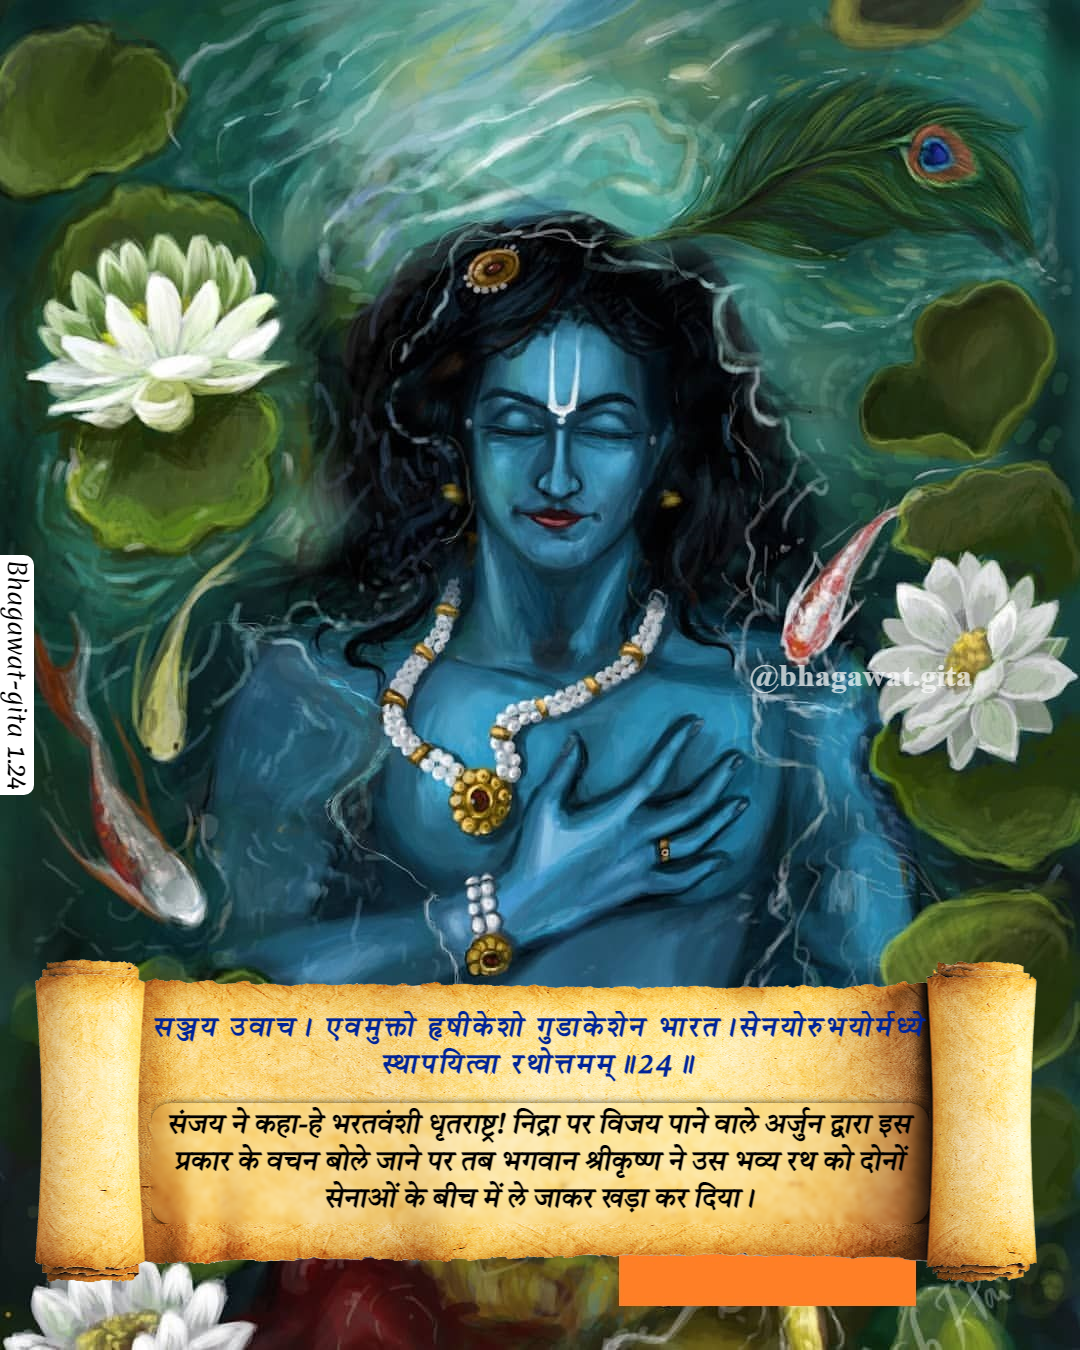 Bhagawat-gita 1.24
@bhagawat.gita
सञ्जय उवाच। एवमुक्तो हृषीकेशो गुडाकेशेन भारत।सेनयोरुभयोर्मध्ये
स्थापयित्वा रथोत्तमम्॥24॥
संजय ने कहा-हे भरतवंशी धृतराष्ट्र! निद्रा पर विजय पाने वाले अर्जुन द्वारा इस
प्रकार के वचन बोले जाने पर तब भगवान श्रीकृष्ण ने उस भव्य रथ को दोनों
सेनाओं के बीच में ले जाकर खड़ा कर दिया।